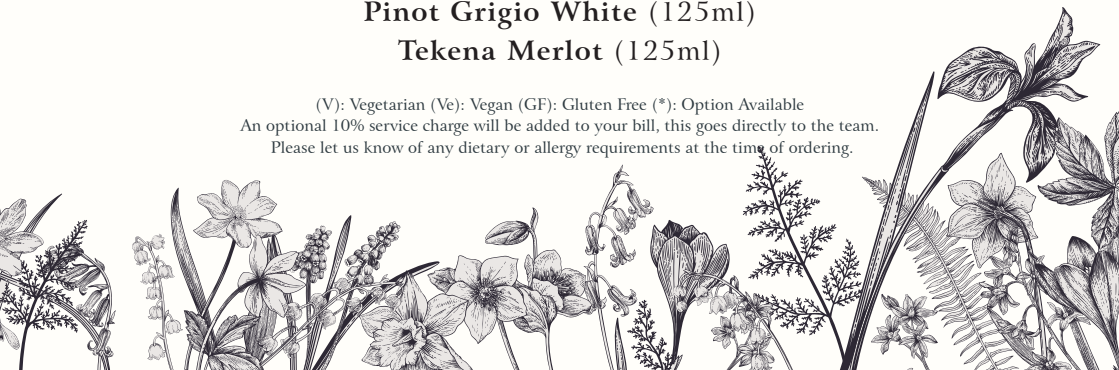 Pinot Grigio White (125ml)
Tekena Merlot (125ml)
(V): Vegetarian (Ve): Vegan (GF): Gluten Free (*): Option Available
An optional 10% service charge will be added to your bill, this goes directly to the team.
Please let us know of any dietary or allergy requirements at the time of ordering.